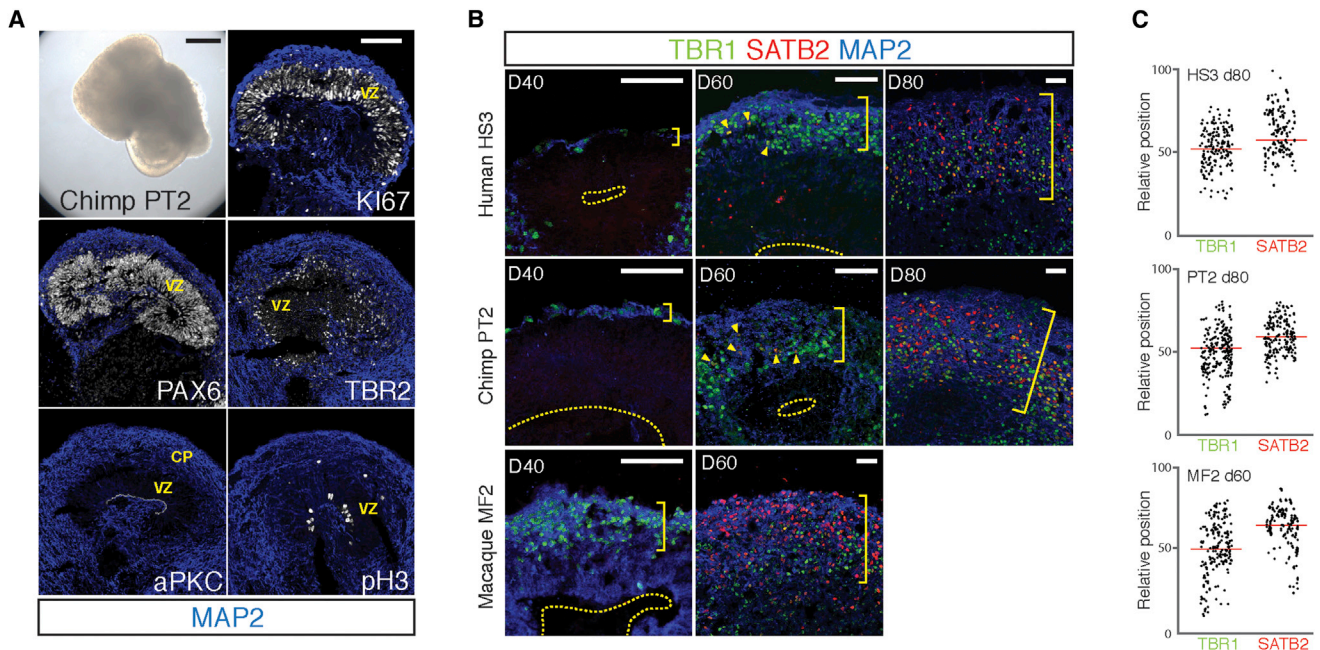 A
Chimp PT2
VZ
KI67
VZ
PAX6
VZ
TBR2
CP
VZ
aPKC
VZ
pH3
MAP2
B
TBR1 SATB2 MAP2
Human HS3
D40
D60
D80
Chimp PT2
D40
D60
D80
Macaque MF2
D40
D60
C
HS3 d80
Relative position
100
50
0
TBR1 SATB2
PT2 d80
Relative position
100
50
0
TBR1 SATB2
MF2 d60
Relative position
100
50
0
TBR1 SATB2